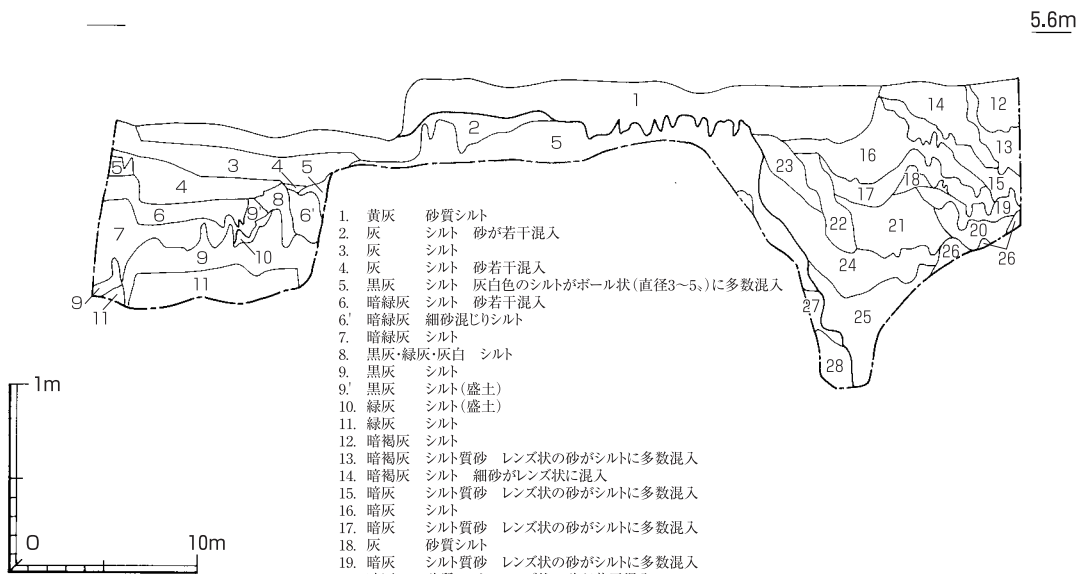 5.6m
1
14
12
2
5
13
16
23
5
3
4
5
15
4
8
17
18
19
9'
6'
22
21
20
6
7
10
26
26
9
24
11
25
9
11
27
28
1. 黄灰 砂質シルト
2. 灰 シルト 砂が若干混入
3. 灰 シルト
4. 灰 シルト 砂若干混入
5. 黒灰 シルト 灰白色のシルトがボール状(直径3〜5㎝)に多数混入
6. 暗緑灰 シルト 砂若干混入
6.' 暗緑灰 細砂混じりシルト
7. 暗緑灰 シルト
8. 黒灰・緑灰・灰白 シルト
9. 黒灰 シルト
9.' 黒灰 シルト(盛土)
10. 緑灰 シルト(盛土)
11. 緑灰 シルト
12. 暗褐灰 シルト
13. 暗褐灰 シルト質砂 レンズ状の砂がシルトに多数混入
14. 暗褐灰 シルト 細砂がレンズ状に混入
15. 暗灰 シルト質砂 レンズ状の砂がシルトに多数混入
16. 暗灰 シルト
17. 暗灰 シルト質砂 レンズ状の砂がシルトに多数混入
18. 灰 砂質シルト
19. 暗灰 シルト質砂 レンズ状の砂がシルトに多数混入
1m
0 10m